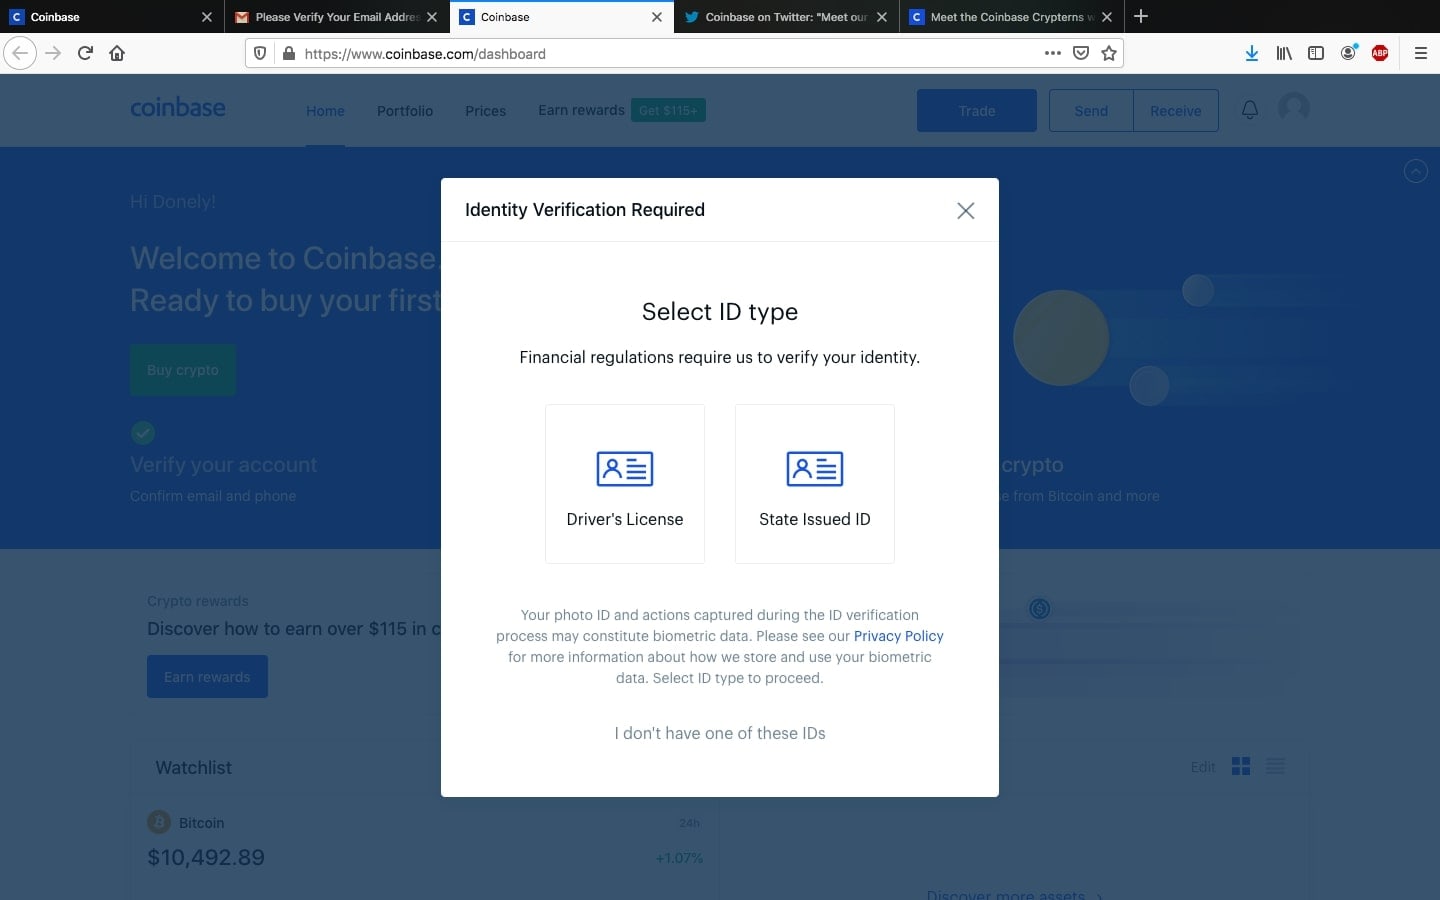 Coinbase
Please Verify Your Email Addres
Coinbase
Coinbase on Twitter: "Meet our
Meet the Coinbase Crypterns w
https://www.coinbase.com/dashboard
ABP
coinbase
Home
Portfolio
Prices
Earn rewards
Get $115+
Trade
Send
Receive
Hi Donely!
Welcome to Coinbase.
Ready to buy your first
Buy crypto
Verify your account
Confirm email and phone
crypto
se from Bitcoin and more
Identity Verification Required
Select ID type
Financial regulations require us to verify your identity.
Driver's License
State Issued ID
Your photo ID and actions captured during the ID verification
process may constitute biometric data. Please see our Privacy Policy
for more information about how we store and use your biometric
data. Select ID type to proceed.
I don't have one of these IDs
Crypto rewards
Discover how to earn over $115 in c
Earn rewards
Watchlist
Edit
Bitcoin
24h
$10,492.89
+1.07%
Discover more assets